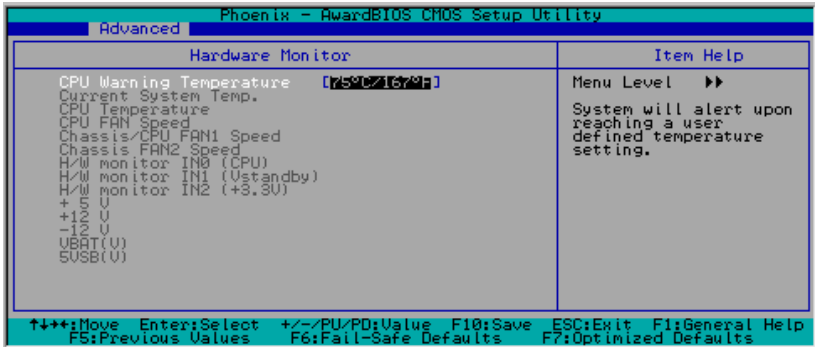 Phoenix - AwardBIOS CMOS Setup Utility
Advanced
Hardware Monitor
Item Help
CPU Warning Temperature [75°C/167°F]
Current System Temp.
CPU Temperature
CPU FAN Speed
Chassis/CPU FAN1 Speed
Chassis FAN2 Speed
H/W monitor IN0 (CPU)
H/W monitor IN1 (Vstandby)
H/W monitor IN2 (+3.3V)
+ 5 V
+12 V
-12 V
VBAT(V)
5VSB(V)
Menu Level ▶▶
System will alert upon
reaching a user
defined temperature
setting.
↑↓→←:Move Enter:Select +/-/PU/PD:Value F10:Save ESC:Exit F1:General Help
F5:Previous Values F6:Fail-Safe Defaults F7:Optimized Defaults